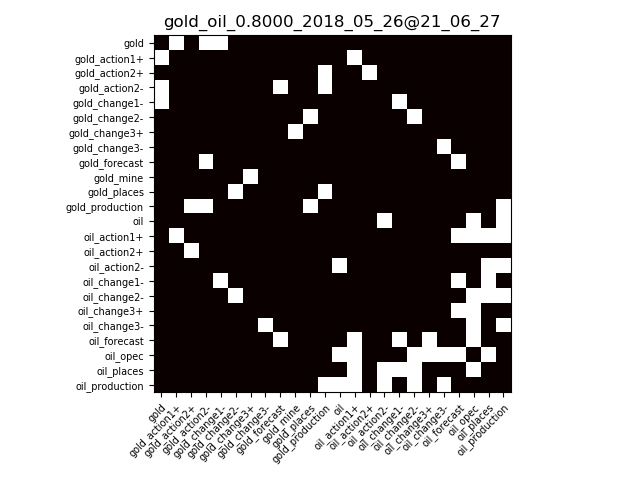 gold_oil_0.8000_2018_05_26@21_06_27
gold
gold_action1+
gold_action2+
gold_action2-
gold_change1-
gold_change2-
gold_change3+
gold_change3-
gold_forecast
gold_mine
gold_places
gold_production
oil
oil_action1+
oil_action2+
oil_action2-
oil_change1-
oil_change2-
oil_change3+
oil_change3-
oil_forecast
oil_opec
oil_places
oil_production
gold
gold_action1+
gold_action2+
gold_action2-
gold_change1-
gold_change2-
gold_change3+
gold_change3-
gold_forecast
gold_mine
gold_places
gold_production
oil
oil_action1+
oil_action2+
oil_action2-
oil_change1-
oil_change2-
oil_change3+
oil_change3-
oil_forecast
oil_opec
oil_places
oil_production